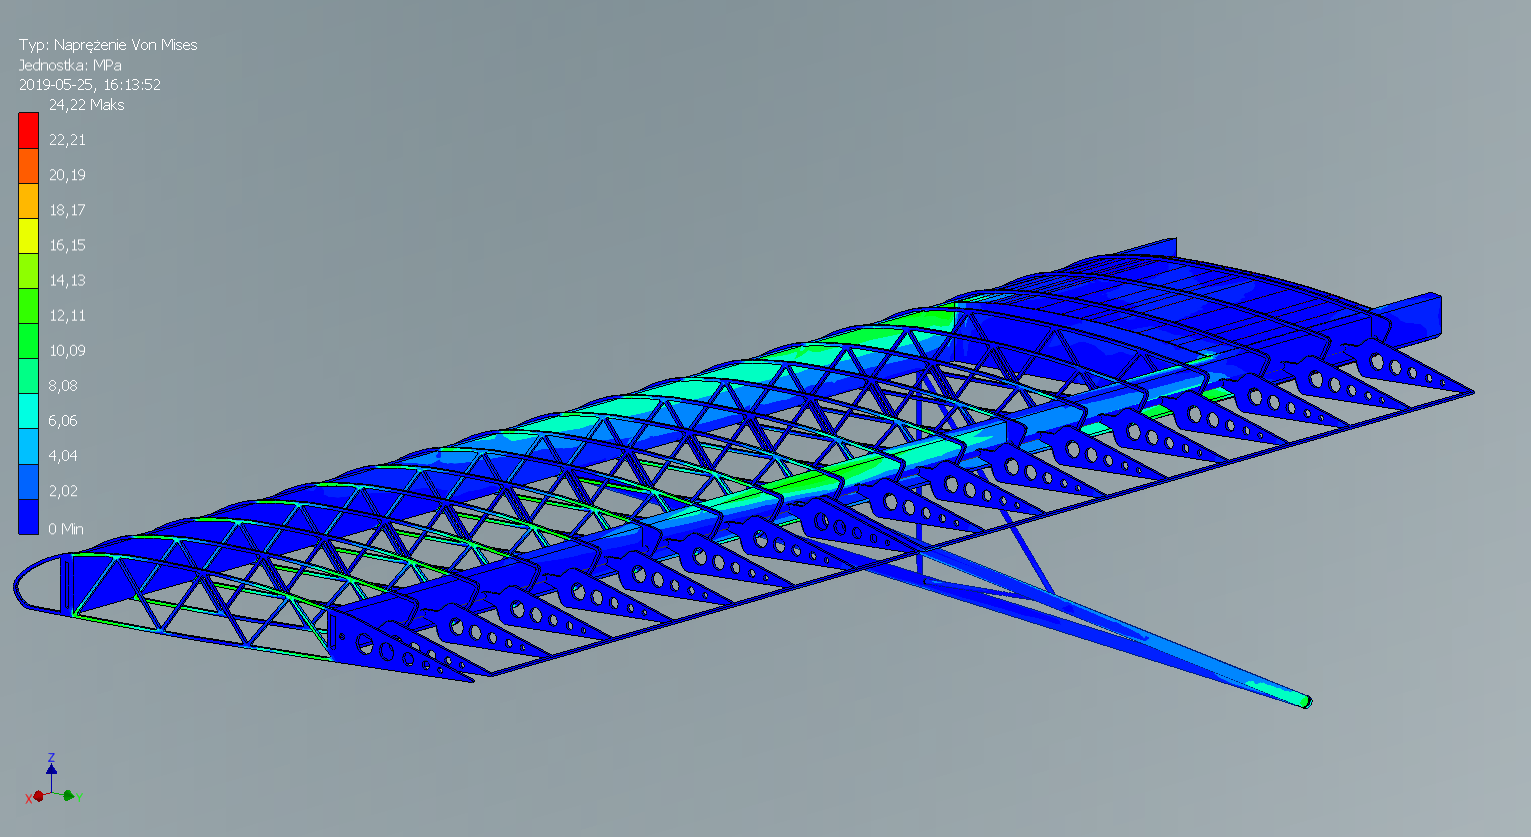 Typ: Naprężenie Von Mises
Jednostka: MPa
2019-05-25, 16:13:52
24,22 Maks
22,21
20,19
18,17
16,15
14,13
12,11
10,09
8,08
6,06
4,04
2,02
0 Min
Z
X
Y